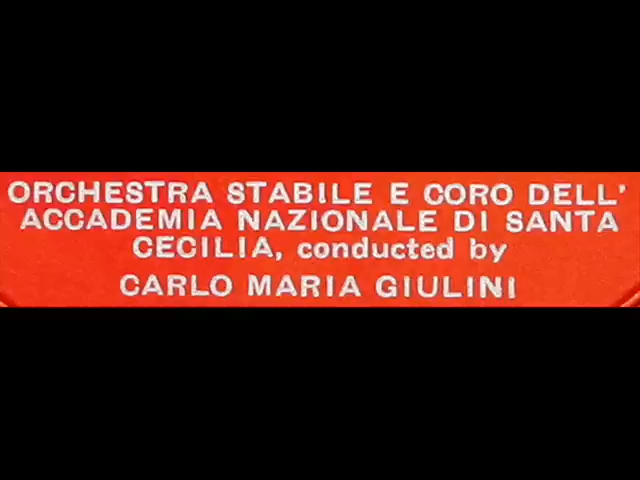 ORCHESTRA STABILE E CORO DELL'
ACCADEMIA NAZIONALE DI SANTA
CECILIA, conducted by
CARLO MARIA GIULINI